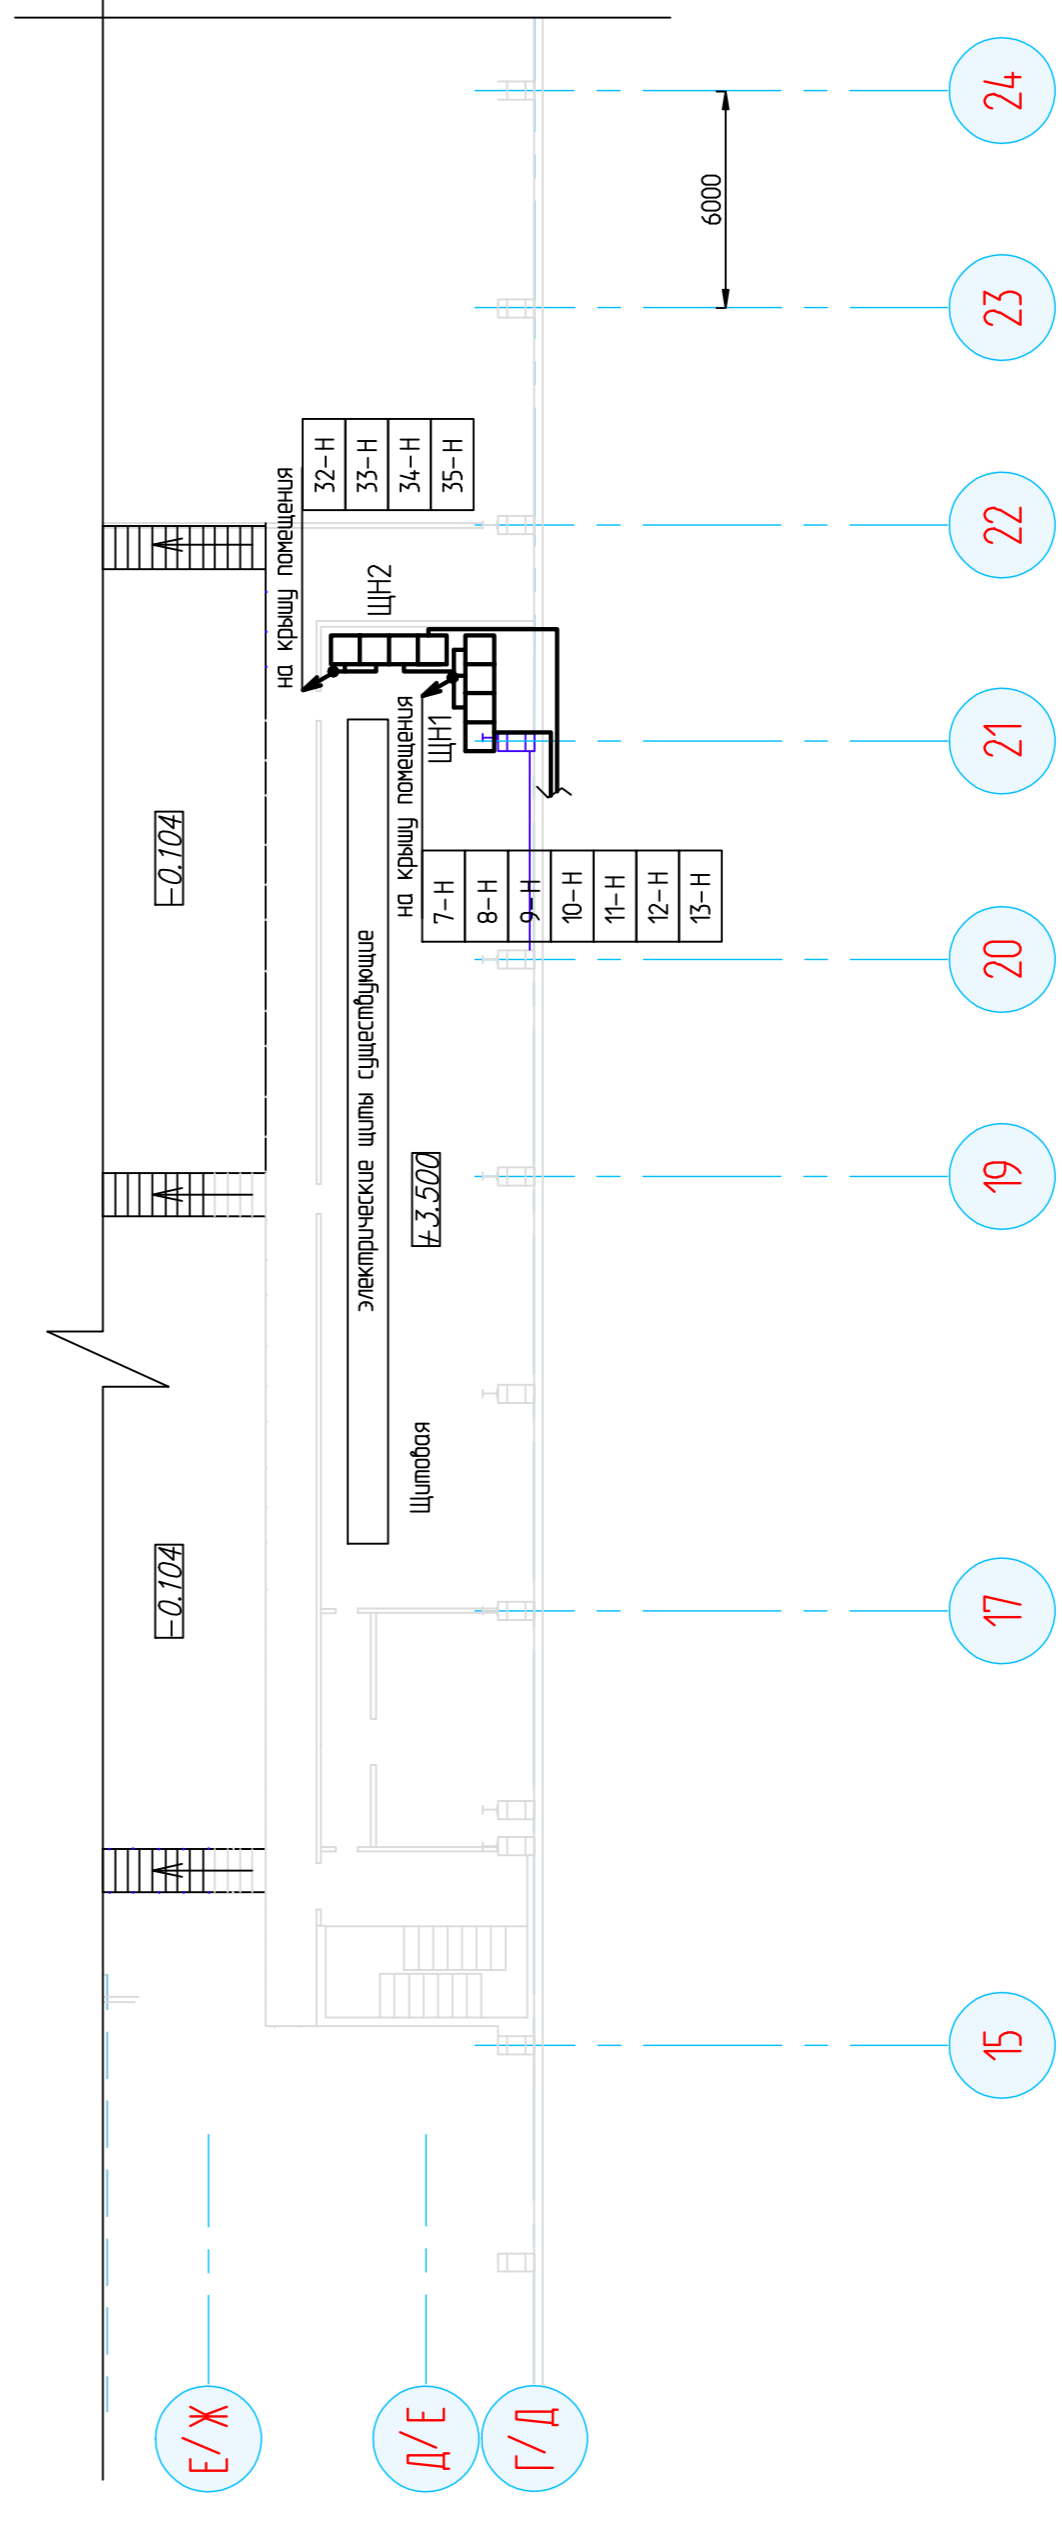 24
23
22
21
20
19
17
15
6000
32-Н
33-Н
34-Н
35-Н
на крышу помещения
ЩН2
на крышу помещения
ЩН1
7-Н
8-Н
9-Н
10-Н
11-Н
12-Н
13-Н
-0.104
электрические щиты существующие
+3.500
Щитовая
-0.104
Е/Ж
Д/Е
Г/Д